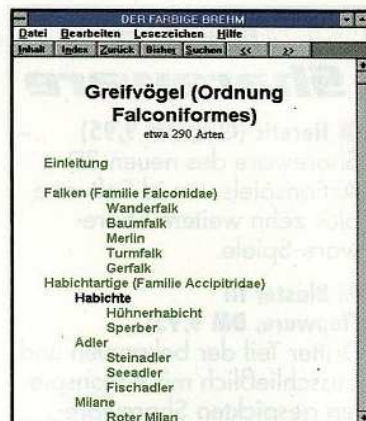 DER FARBIGE BREHM
Datei Bearbeiten Lesezeichen Hilfe
Inhalt Index Zurück Bisher Suchen << >>
Greifvögel (Ordnung
Falconiformes)
etwa 290 Arten
Einleitung
Falken (Familie Falconidae)
Wanderfalk
Baumfalk
Merlin
Turmfalk
Gerfalk
Habichtartige (Familie Accipitridae)
Habichte
Hühnerhabicht
Sperber
Adler
Steinadler
Seeadler
Fischadler
Milane
Roter Milan